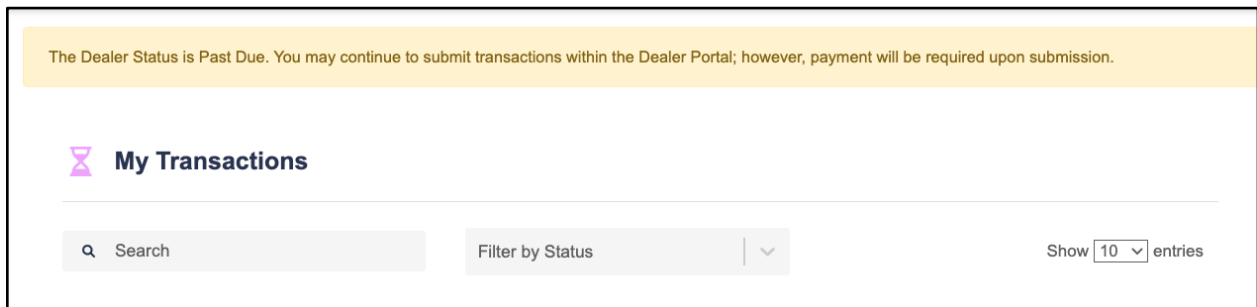 The Dealer Status is Past Due. You may continue to submit transactions within the Dealer Portal; however, payment will be required upon submission.
My Transactions
Search
Filter by Status
Show 10 entries